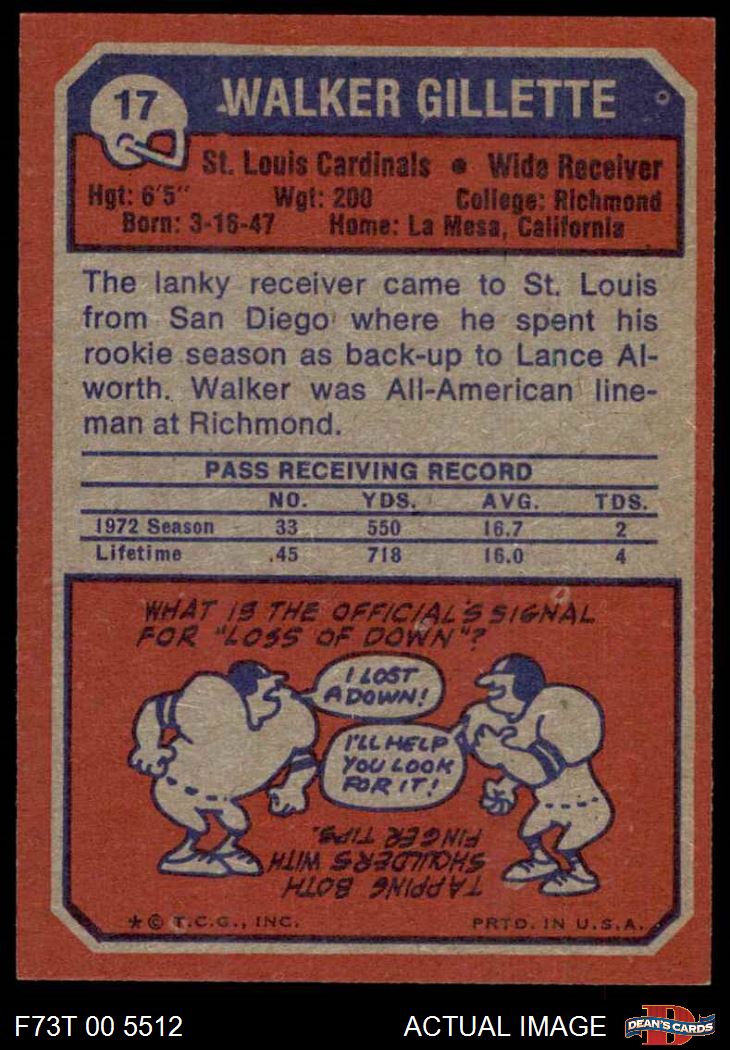 17
WALKER GILLETTE
St. Louis Cardinals • Wide Receiver
Hgt: 6'5" Wgt: 200 College: Richmond
Born: 3-16-47 Home: La Mesa, California
The lanky receiver came to St. Louis
from San Diego where he spent his
rookie season as back-up to Lance Al-
worth. Walker was All-American line-
man at Richmond.
PASS RECEIVING RECORD
NO. YDS. AVG. TDS.
1972 Season 33 550 16.7 2
Lifetime .45 718 16.0 4
WHAT IS THE OFFICIAL'S SIGNAL
FOR "LOSS OF DOWN"?
I LOST
A DOWN!
I'LL HELP
YOU LOOK
FOR IT!
TAPPING BOTH
SHOULDERS WITH
FINGER TIPS.
* © T.C.G., INC. PRTD. IN U.S.A.
F73T 00 5512 ACTUAL IMAGE
D
DEAN'S CARDS